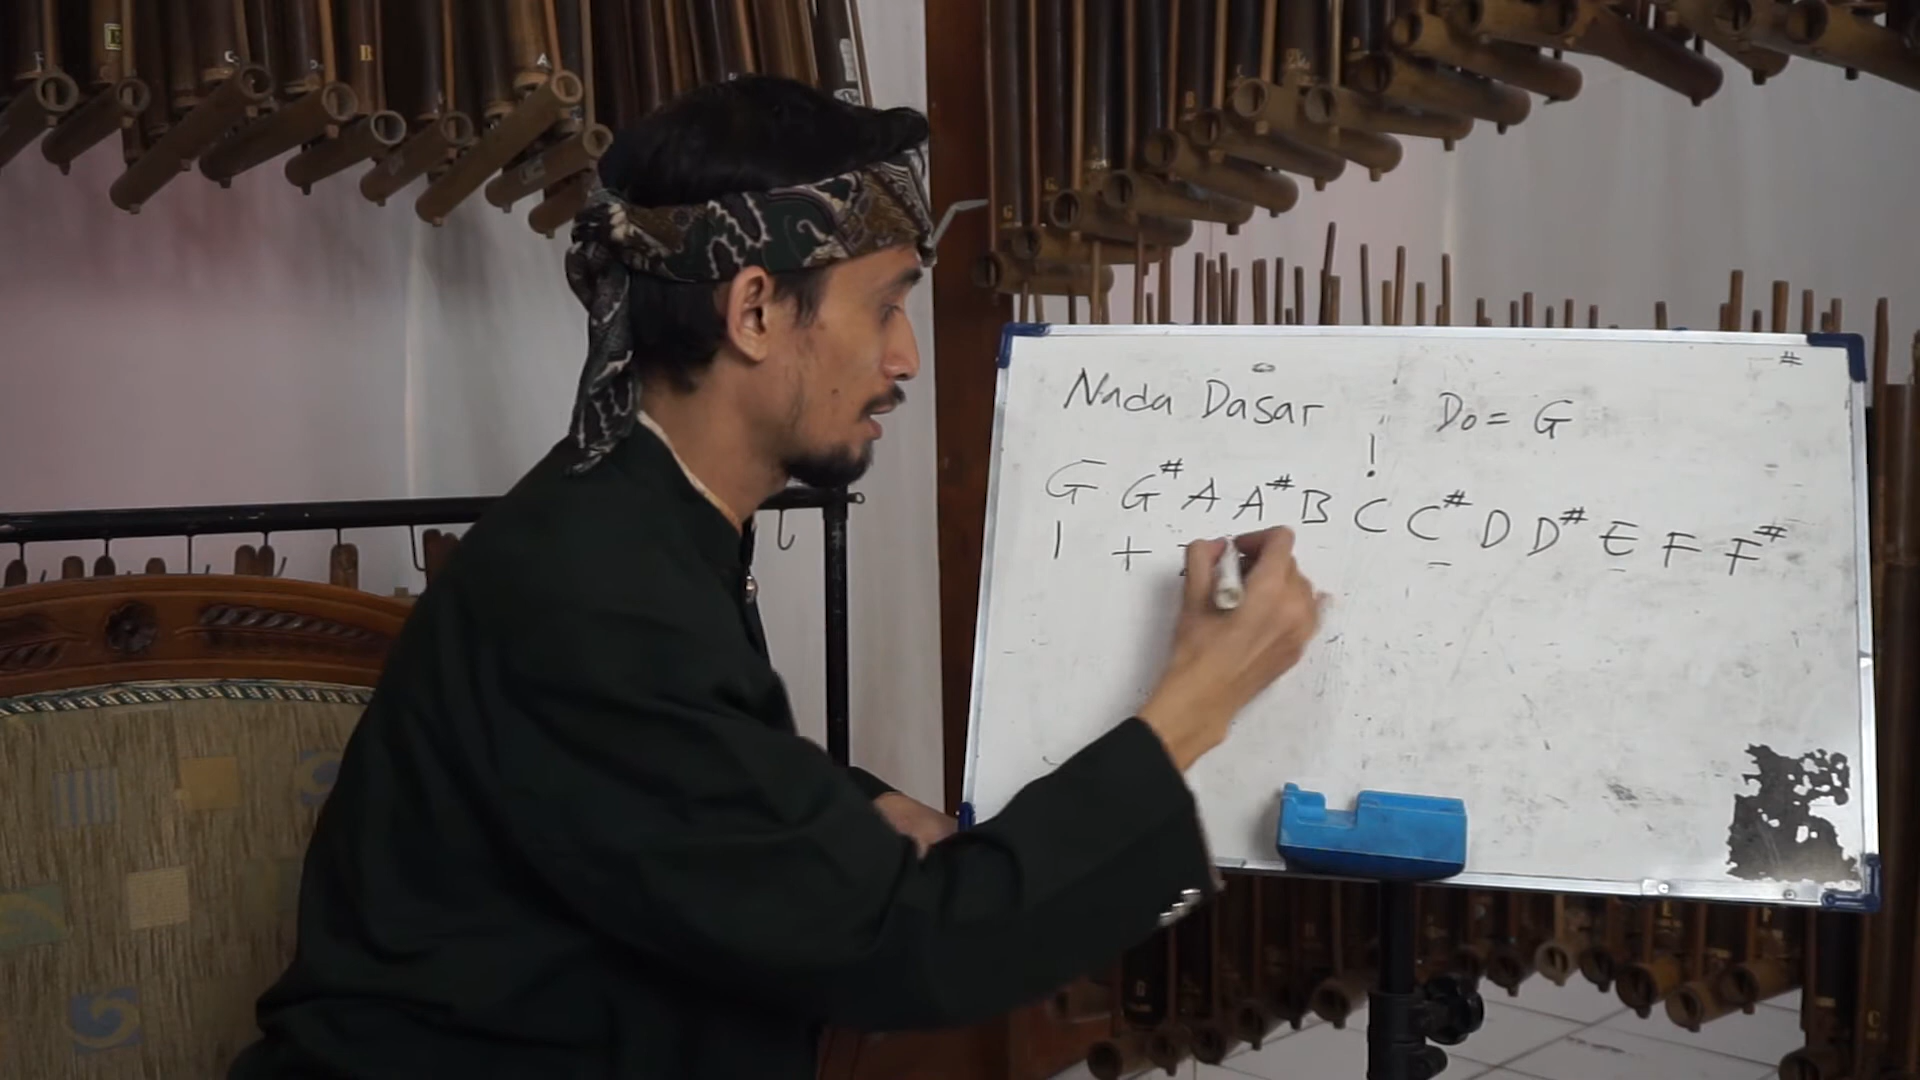 #
Nada Dasar ! Do = G
G G# A A# B C C# D D# E F F#
1 +